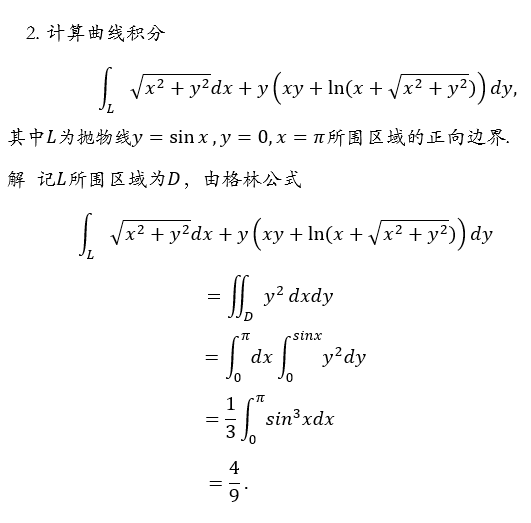 2. 计算曲线积分
∫_L √(x² + y²)dx + y(xy + ln(x + √(x² + y²)))dy,
其中L为抛物线y = sin x , y = 0, x = π所围区域的正向边界.
解 记L所围区域为D，由格林公式
∫_L √(x² + y²)dx + y(xy + ln(x + √(x² + y²)))dy
= ∬_D y² dxdy
= ∫_0^π dx ∫_0^{sinx} y²dy
= 1/3 ∫_0^π sin³xdx
= 4/9 .